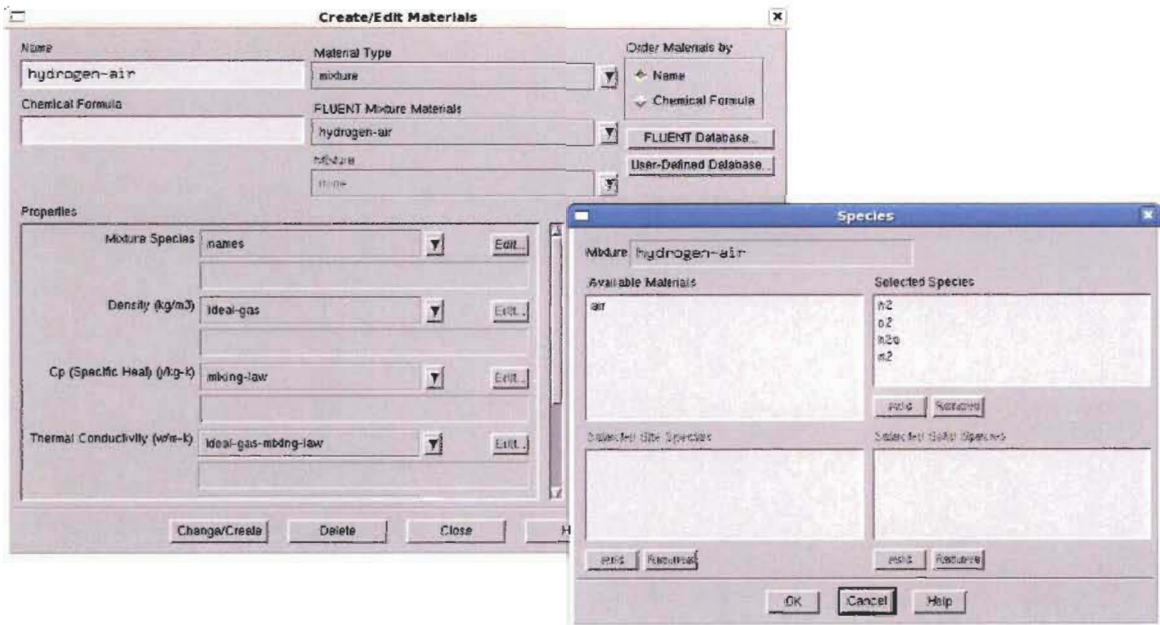 Create/Edit Materials
Name
hydrogen-air
Chemical Formula
Material Type
mixture
FLUENT Mixture Materials
hydrogen-air
Mixture
none
Order Materials by
Name
Chemical Formula
FLUENT Database...
User-Defined Database...
Properties
Mixture Species
names
Edit...
Density (kg/m3)
ideal-gas
Edit...
Cp (Specific Heat) (j/kg-k)
mixing-law
Edit...
Thermal Conductivity (w/m-k)
ideal-gas-mixing-law
Edit...
Change/Create
Delete
Close
H
Species
Mixture
hydrogen-air
Available Materials
air
Selected Species
h2
o2
h2o
n2
Add
Remove
Selected Site Species
Add
Remove
Selected Solid Species
Add
Remove
OK
Cancel
Help